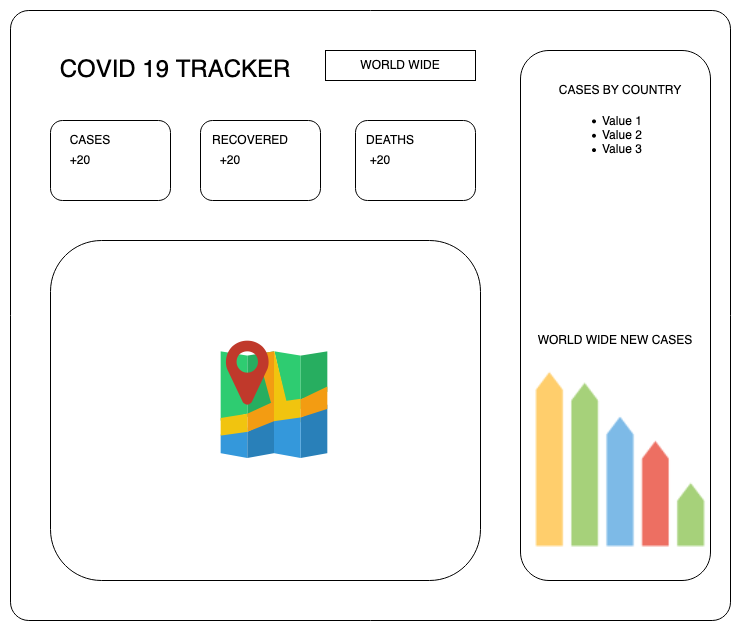 COVID 19 TRACKER
WORLD WIDE
CASES
+20
RECOVERED
+20
DEATHS
+20
CASES BY COUNTRY
• Value 1
• Value 2
• Value 3
WORLD WIDE NEW CASES